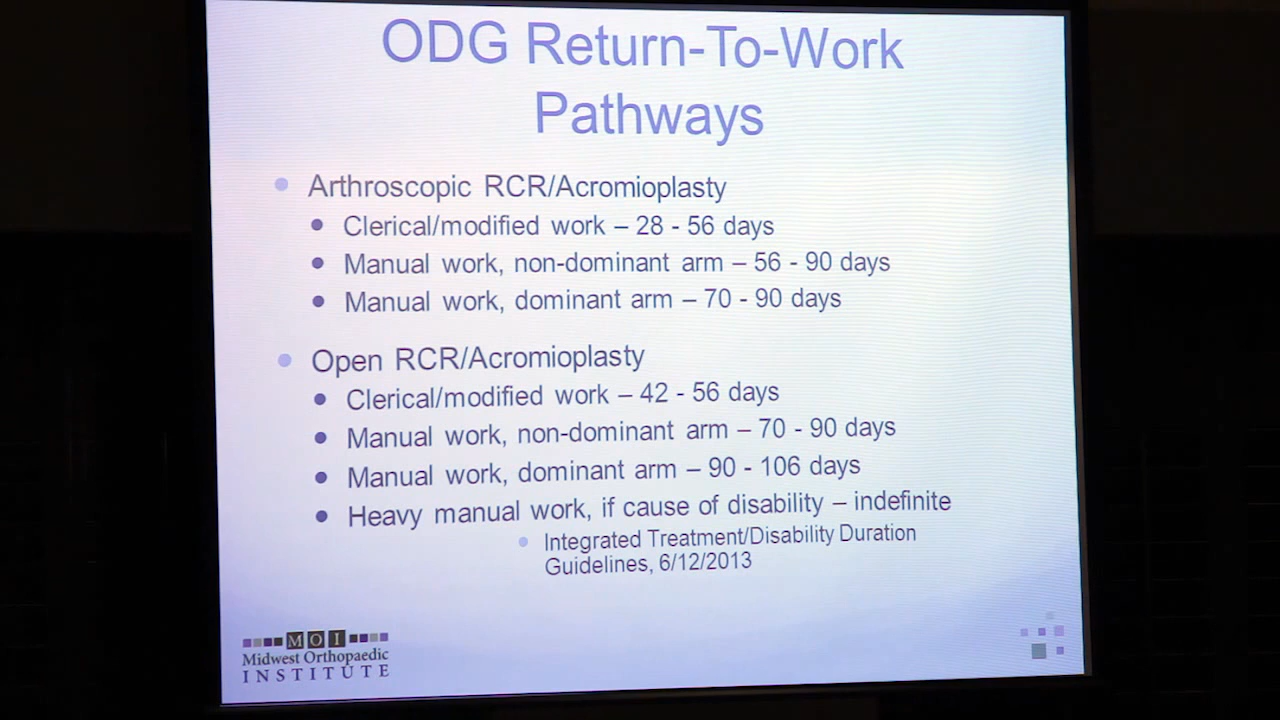 ODG Return-To-Work
Pathways
Arthroscopic RCR/Acromioplasty
Clerical/modified work – 28 - 56 days
Manual work, non-dominant arm – 56 - 90 days
Manual work, dominant arm – 70 - 90 days
Open RCR/Acromioplasty
Clerical/modified work – 42 - 56 days
Manual work, non-dominant arm – 70 - 90 days
Manual work, dominant arm – 90 - 106 days
Heavy manual work, if cause of disability – indefinite
Integrated Treatment/Disability Duration
Guidelines, 6/12/2013
MOI
Midwest Orthopaedic
INSTITUTE